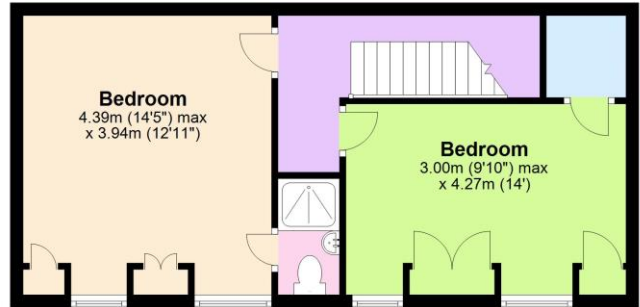 Bedroom
4.39m (14'5") max
x 3.94m (12'11")
Bedroom
3.00m (9'10") max
x 4.27m (14')